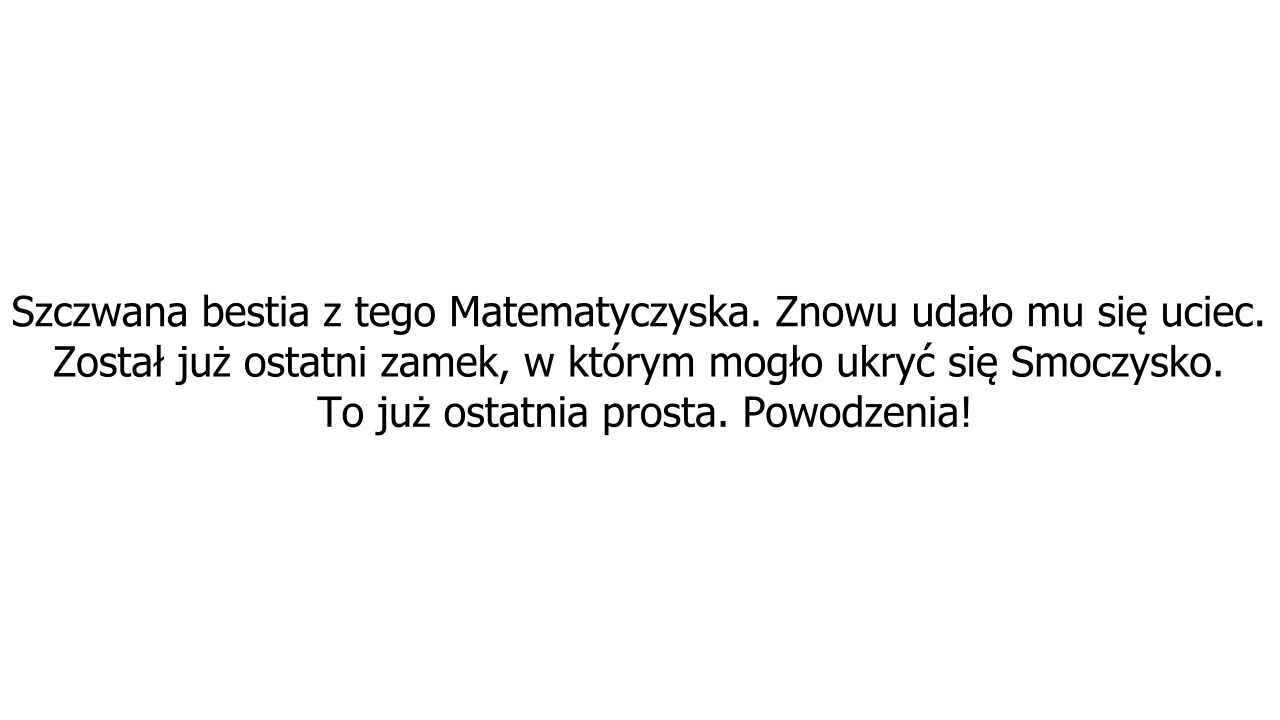 Szczwana bestia z tego Matematyczyska. Znowu udało mu się uciec.
Został już ostatni zamek, w którym mogło ukryć się Smoczysko.
To już ostatnia prosta. Powodzenia!